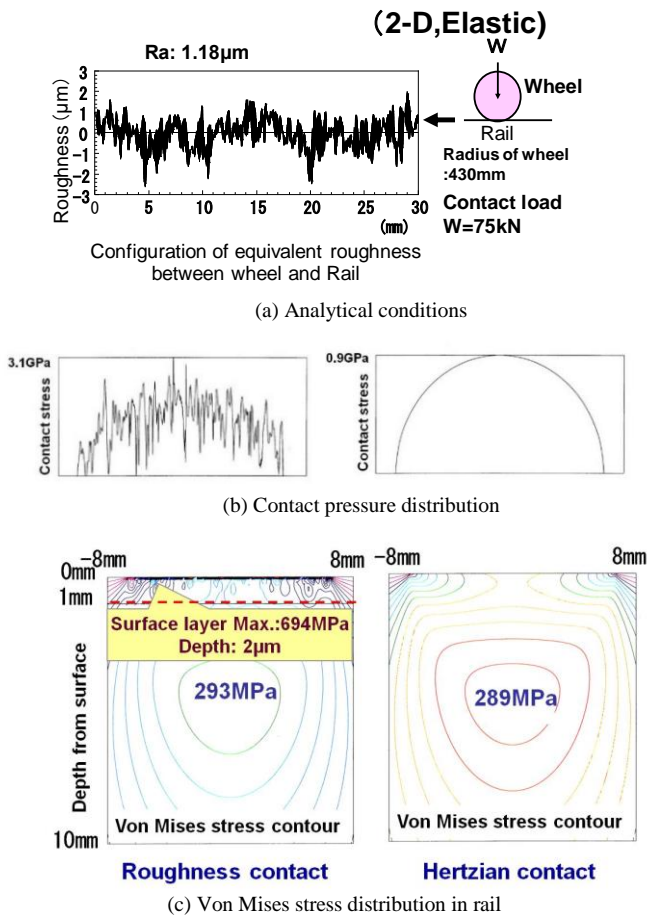 (2-D,Elastic)
Ra: 1.18μm
Roughness (μm)
3
2
1
0
-1
-2
-3
0 5 10 15 20 25 30
(mm)
Configuration of equivalent roughness
between wheel and Rail
W
Wheel
Rail
Radius of wheel
:430mm
Contact load
W=75kN
(a) Analytical conditions
3.1GPa
Contact stress
0.9GPa
Contact stress
(b) Contact pressure distribution
-8mm 8mm
0mm
1mm
Surface layer Max.:694MPa
Depth: 2μm
293MPa
Depth from surface
Von Mises stress contour
10mm
Roughness contact
-8mm 8mm
289MPa
Von Mises stress contour
Hertzian contact
(c) Von Mises stress distribution in rail